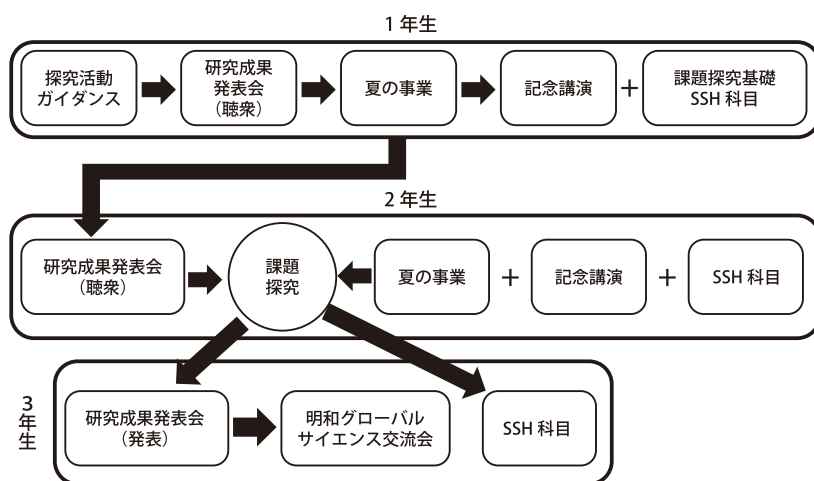 1年生
探究活動
ガイダンス
研究成果
発表会
(聴衆)
夏の事業
記念講演
+
課題探究基礎
SSH 科目
2年生
研究成果発表会
(聴衆)
課題
探究
夏の事業
+
記念講演
+
SSH 科目
3年生
研究成果発表会
(発表)
明和グローバル
サイエンス交流会
SSH 科目